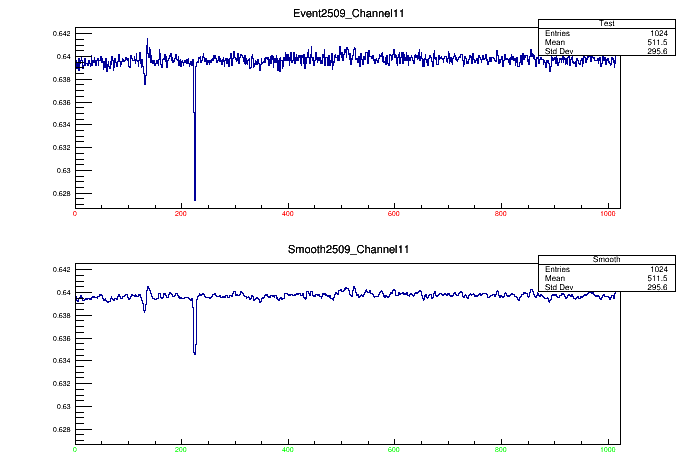 Event2509_Channel11
Test
Entries 1024
Mean 511.5
Std Dev 295.6
0.642
0.64
0.638
0.636
0.634
0.632
0.63
0.628
0 200 400 600 800 1000
Smooth2509_Channel11
Smooth
Entries 1024
Mean 511.5
Std Dev 295.6
0.642
0.64
0.638
0.636
0.634
0.632
0.63
0.628
0 200 400 600 800 1000